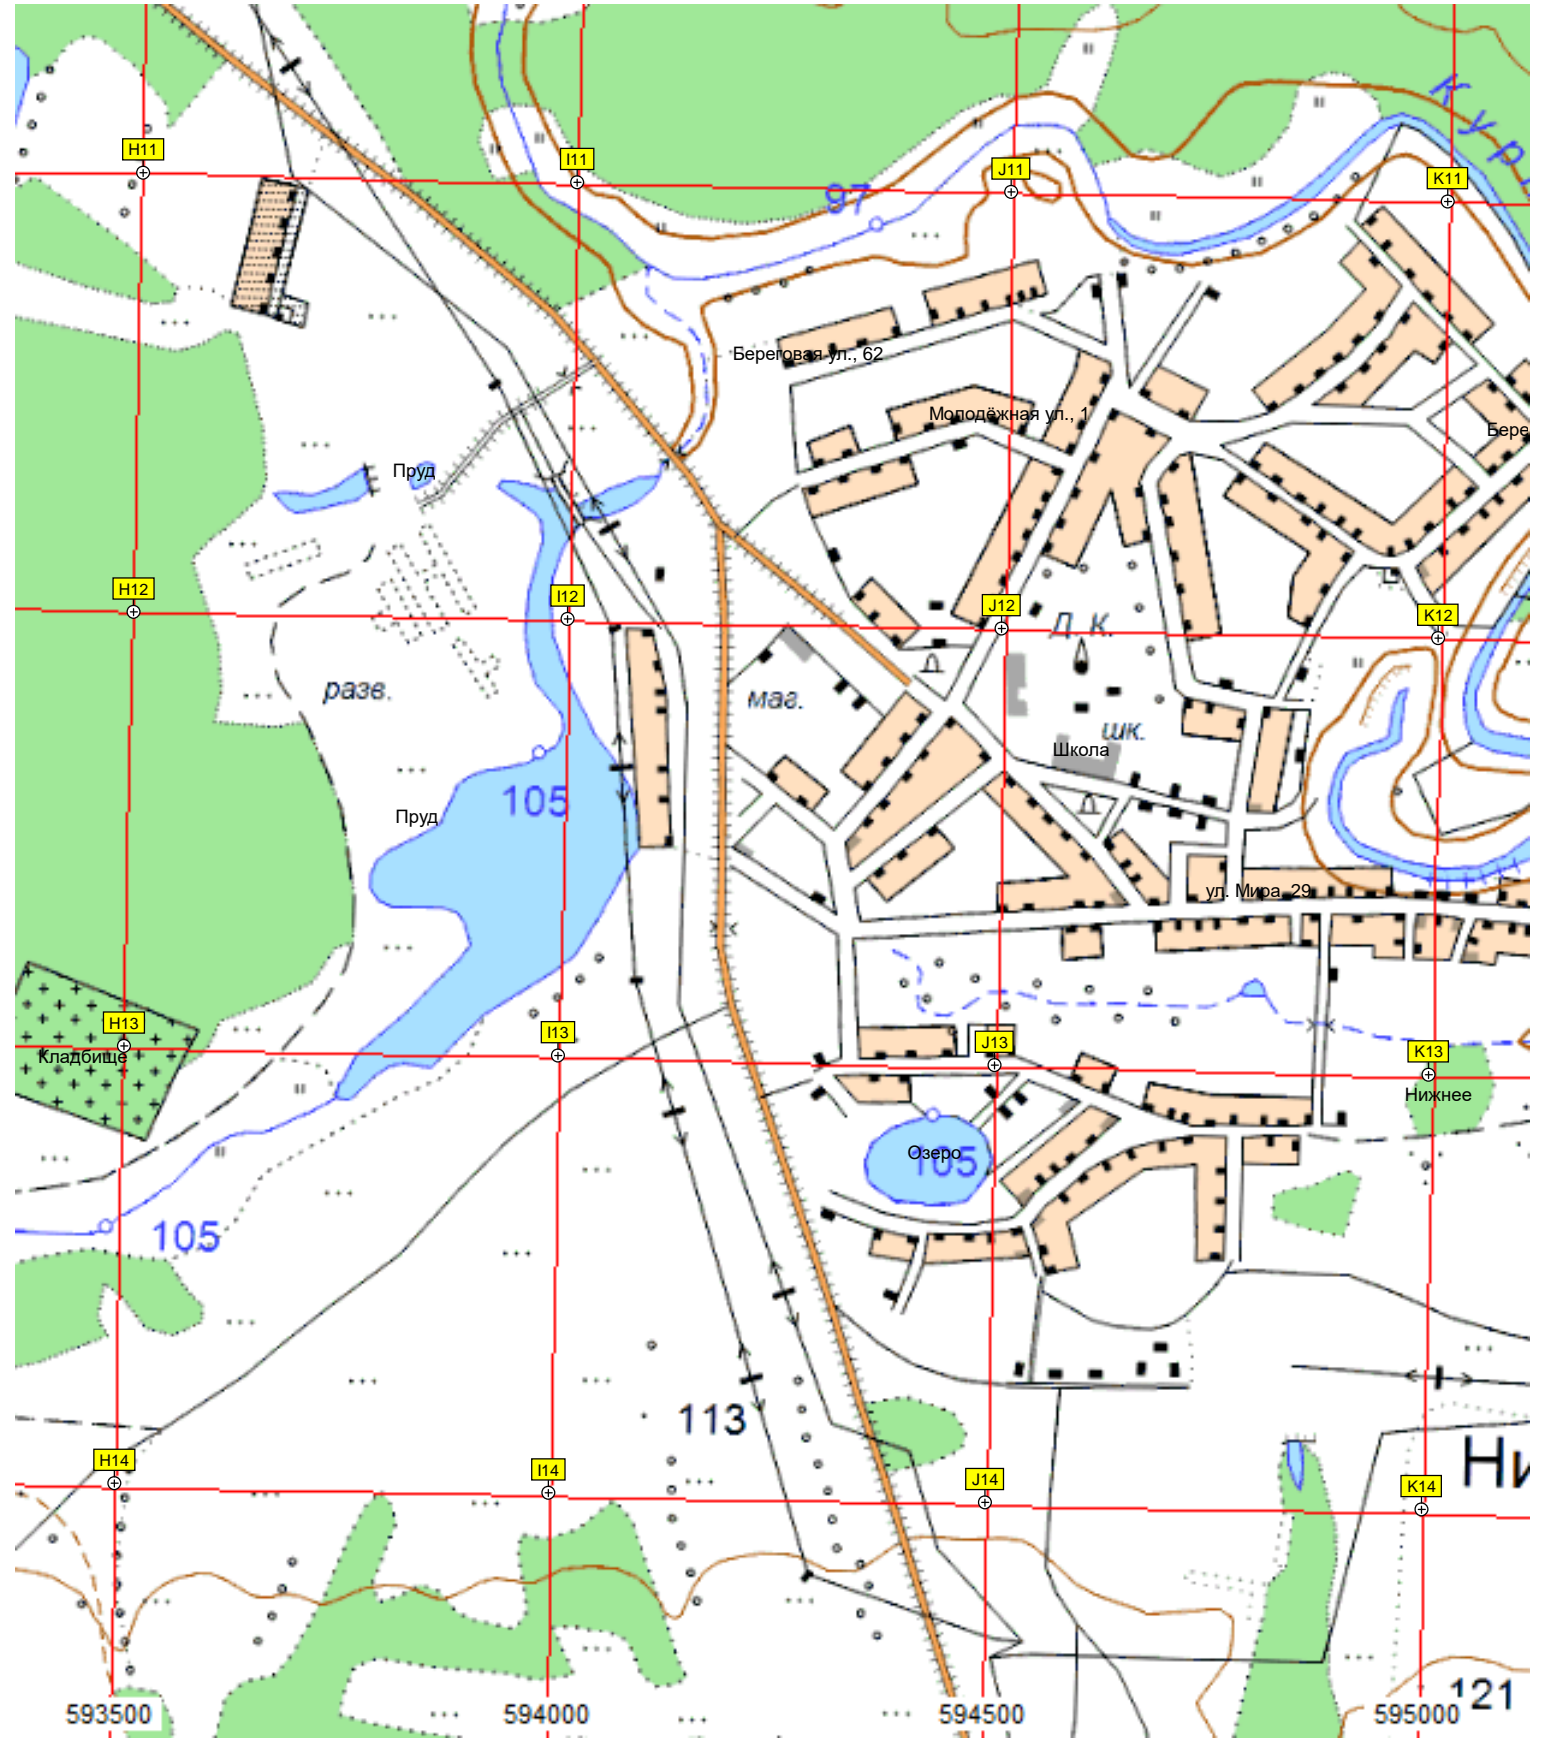 К у р
H11
I11
J11
K11
97
Береговая ул., 62
Молодёжная ул., 1
Бере
Пруд
H12
I12
J12
K12
Д. К.
разв.
маг.
шк.
Школа
105
Пруд
ул. Мира, 29
H13
I13
J13
K13
Кладбище
Нижнее
Озеро
105
105
113
Ни
H14
I14
J14
K14
121
593500
594000
594500
595000